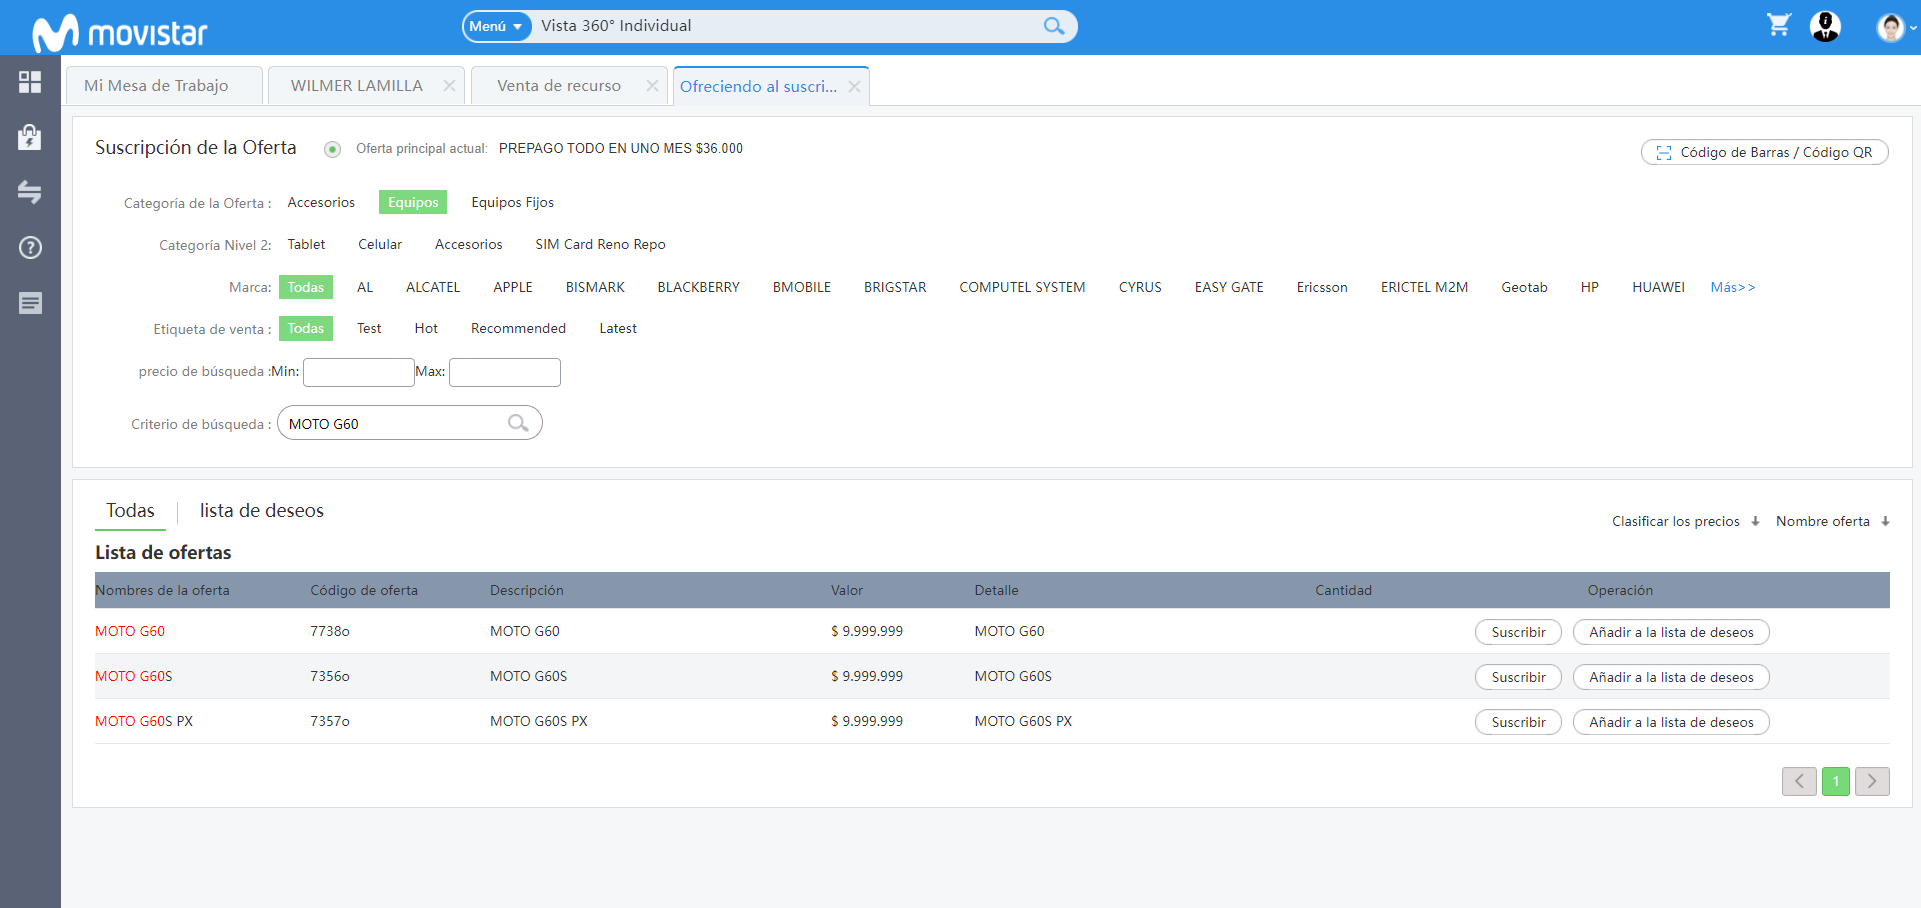 movistar Menú Vista 360° Individual
Mi Mesa de Trabajo WILMER LAMILLA Venta de recurso Ofreciendo al suscri...
Suscripción de la Oferta Oferta principal actual: PREPAGO TODO EN UNO MES $36.000 Código de Barras / Código QR
Categoría de la Oferta : Accesorios Equipos Equipos Fijos
Categoría Nivel 2: Tablet Celular Accesorios SIM Card Reno Repo
Marca: Todas AL ALCATEL APPLE BISMARK BLACKBERRY BMOBILE BRIGSTAR COMPUTEL SYSTEM CYRUS EASY GATE Ericsson ERICTEL M2M Geotab HP HUAWEI Más>>
Etiqueta de venta : Todas Test Hot Recommended Latest
precio de búsqueda :Min: Max:
Criterio de búsqueda : MOTO G60
Todas lista de deseos
Clasificar los precios Nombre oferta
Lista de ofertas
Nombres de la oferta Código de oferta Descripción Valor Detalle Cantidad Operación
MOTO G60 7738o MOTO G60 $ 9.999.999 MOTO G60 Suscribir Añadir a la lista de deseos
MOTO G60S 7356o MOTO G60S $ 9.999.999 MOTO G60S Suscribir Añadir a la lista de deseos
MOTO G60S PX 7357o MOTO G60S PX $ 9.999.999 MOTO G60S PX Suscribir Añadir a la lista de deseos
1